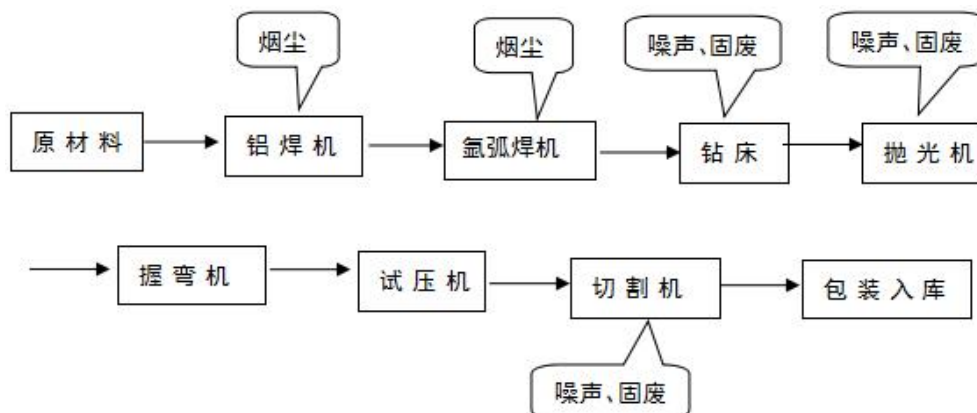 烟尘
烟尘
噪声、固废
噪声、固废
原材料
铝焊机
氩弧焊机
钻床
抛光机
握弯机
试压机
切割机
包装入库
噪声、固废